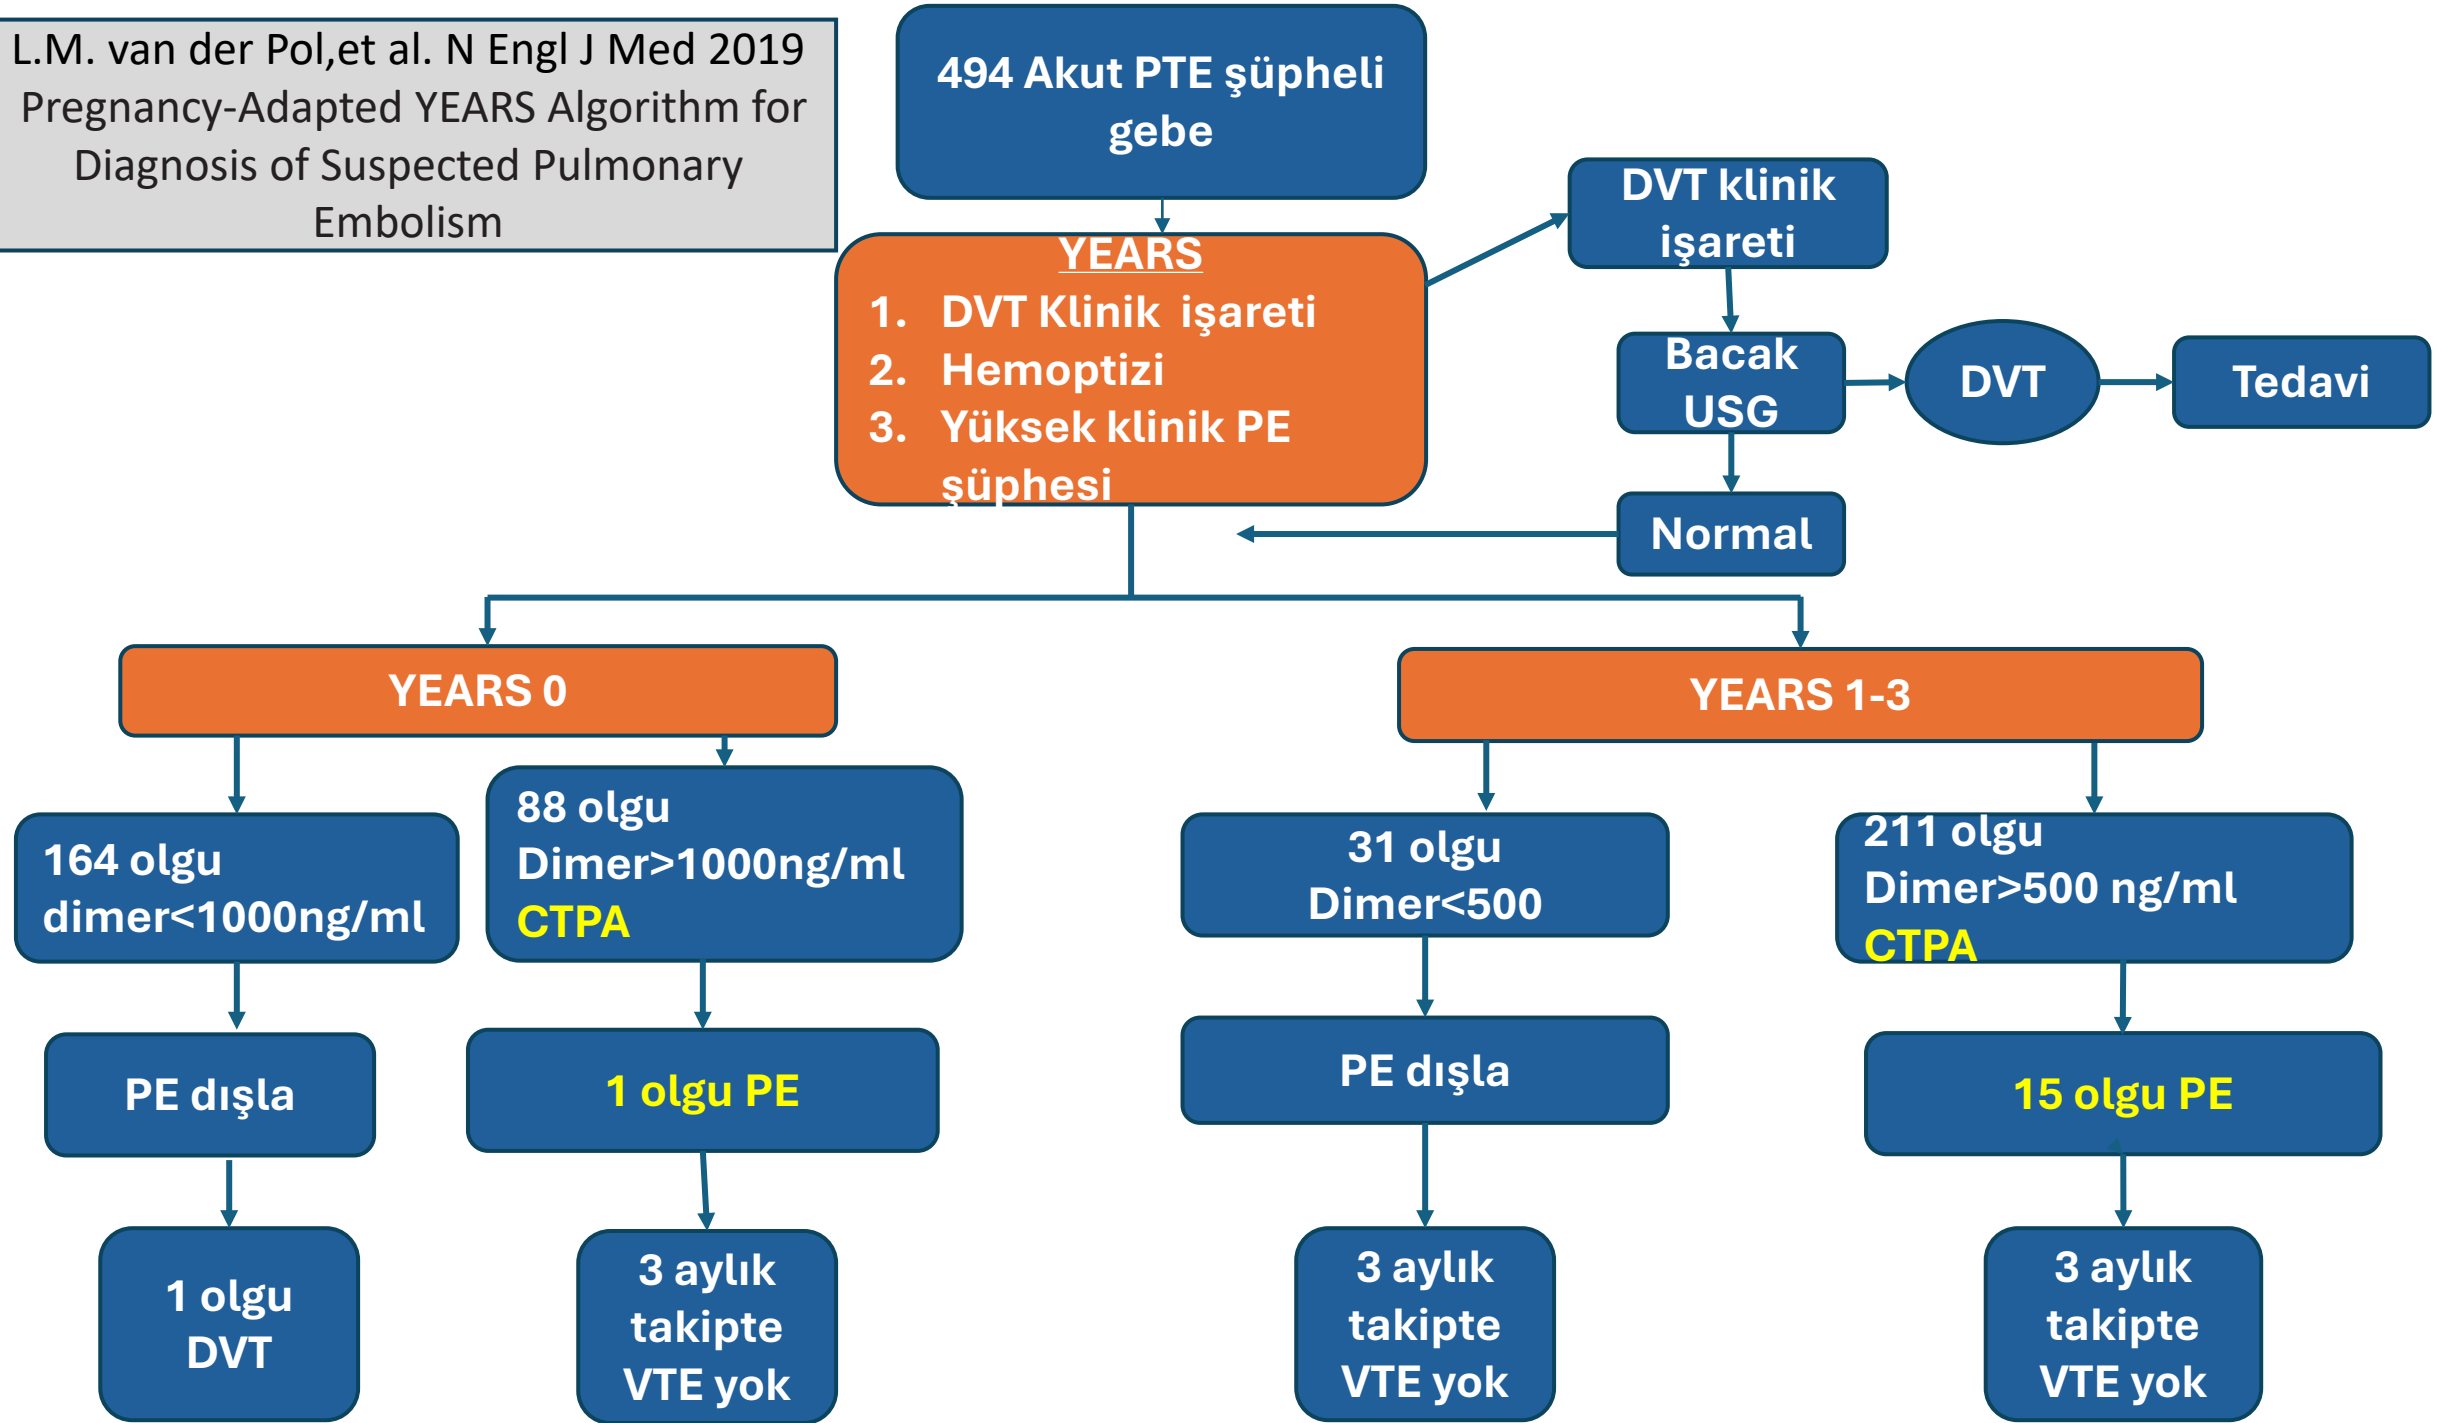 L.M. van der Pol,et al. N Engl J Med 2019
Pregnancy-Adapted YEARS Algorithm for
Diagnosis of Suspected Pulmonary
Embolism
494 Akut PTE şüpheli
gebe
YEARS
1. DVT Klinik işareti
2. Hemoptizi
3. Yüksek klinik PE
şüphesi
DVT klinik
işareti
Bacak
USG
DVT
Tedavi
Normal
YEARS 0
YEARS 1-3
164 olgu
dimer<1000ng/ml
88 olgu
Dimer>1000ng/ml
CTPA
31 olgu
Dimer<500
211 olgu
Dimer>500 ng/ml
CTPA
PE dışla
1 olgu PE
PE dışla
15 olgu PE
1 olgu
DVT
3 aylık
takipte
VTE yok
3 aylık
takipte
VTE yok
3 aylık
takipte
VTE yok